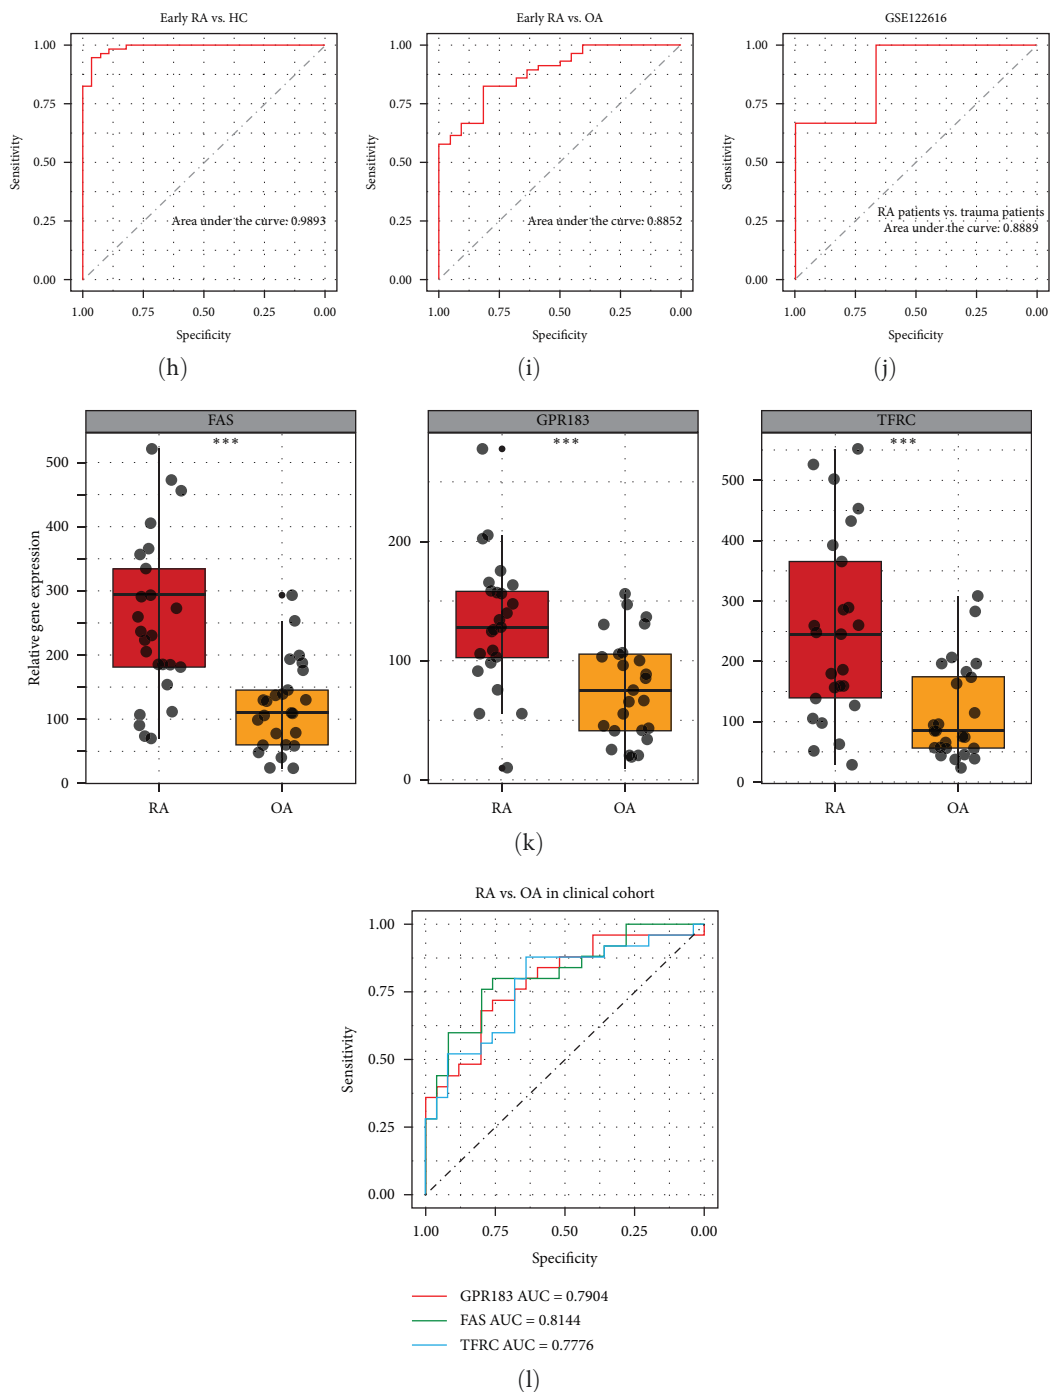 Early RA vs. HC
1.00
0.75
0.50
0.25
0.00
Sensitivity
Area under the curve: 0.9893
1.00 0.75 0.50 0.25 0.00
Specificity
(h)
Early RA vs. OA
1.00
0.75
0.50
0.25
0.00
Sensitivity
Area under the curve: 0.8852
1.00 0.75 0.50 0.25 0.00
Specificity
(i)
GSE122616
1.00
0.75
0.50
0.25
0.00
Sensitivity
RA patients vs. trauma patients
Area under the curve: 0.8889
1.00 0.75 0.50 0.25 0.00
Specificity
(j)
FAS
***
500
400
300
200
100
0
Relative gene expression
RA OA
GPR183
***
200
100
0
RA OA
TFRC
***
500
400
300
200
100
0
RA OA
(k)
RA vs. OA in clinical cohort
1.00
0.75
0.50
0.25
0.00
Sensitivity
1.00 0.75 0.50 0.25 0.00
Specificity
GPR183 AUC = 0.7904
FAS AUC = 0.8144
TFRC AUC = 0.7776
(l)